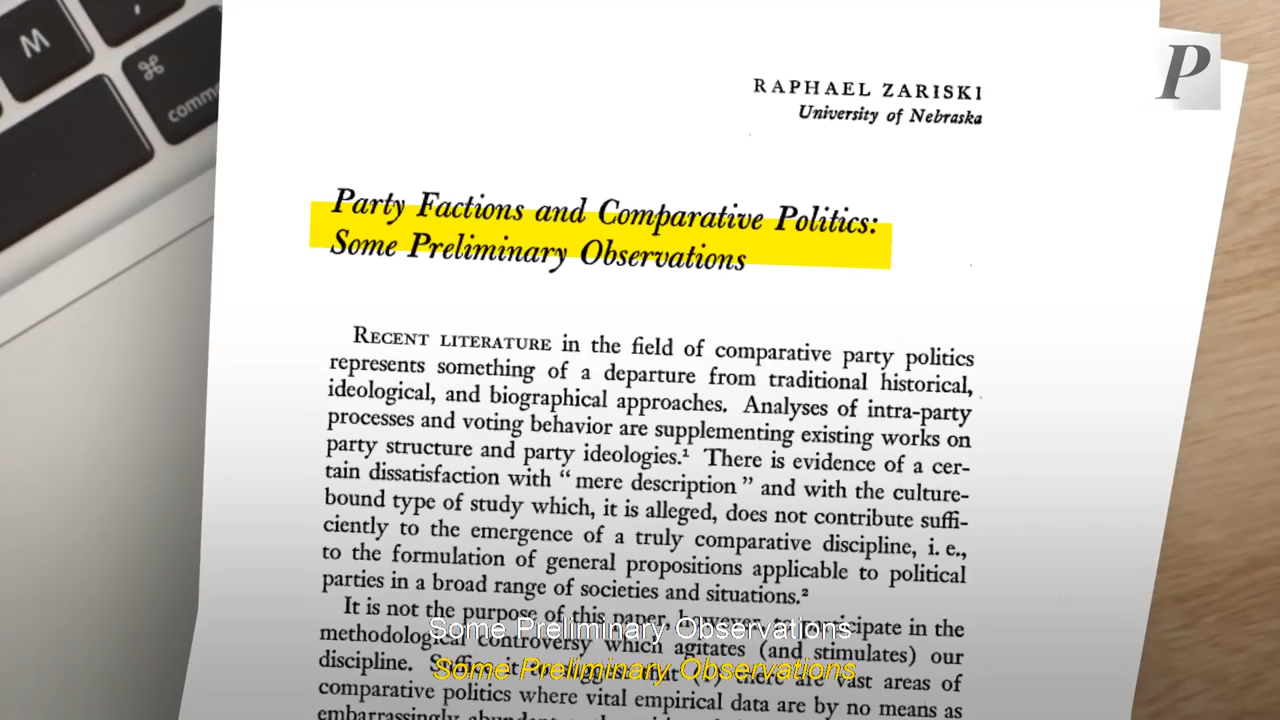 M
,
⌘
comm
P
RAPHAEL ZARISKI
University of Nebraska
Party Factions and Comparative Politics:
Some Preliminary Observations
RECENT LITERATURE in the field of comparative party politics
represents something of a departure from traditional historical,
ideological, and biographical approaches. Analyses of intra-party
processes and voting behavior are supplementing existing works on
party structure and party ideologies.¹ There is evidence of a cer-
tain dissatisfaction with “mere description” and with the culture-
bound type of study which, it is alleged, does not contribute suffi-
ciently to the emergence of a truly comparative discipline, i. e.,
to the formulation of general propositions applicable to political
parties in a broad range of societies and situations.²
It is not the purpose of this paper, however, to participate in the
Some Preliminary Observations
methodological controversy which agitates (and stimulates) our
discipline. are vast areas of
Some Preliminary Observations
comparative politics where vital empirical data are by no means as
embarrassingly